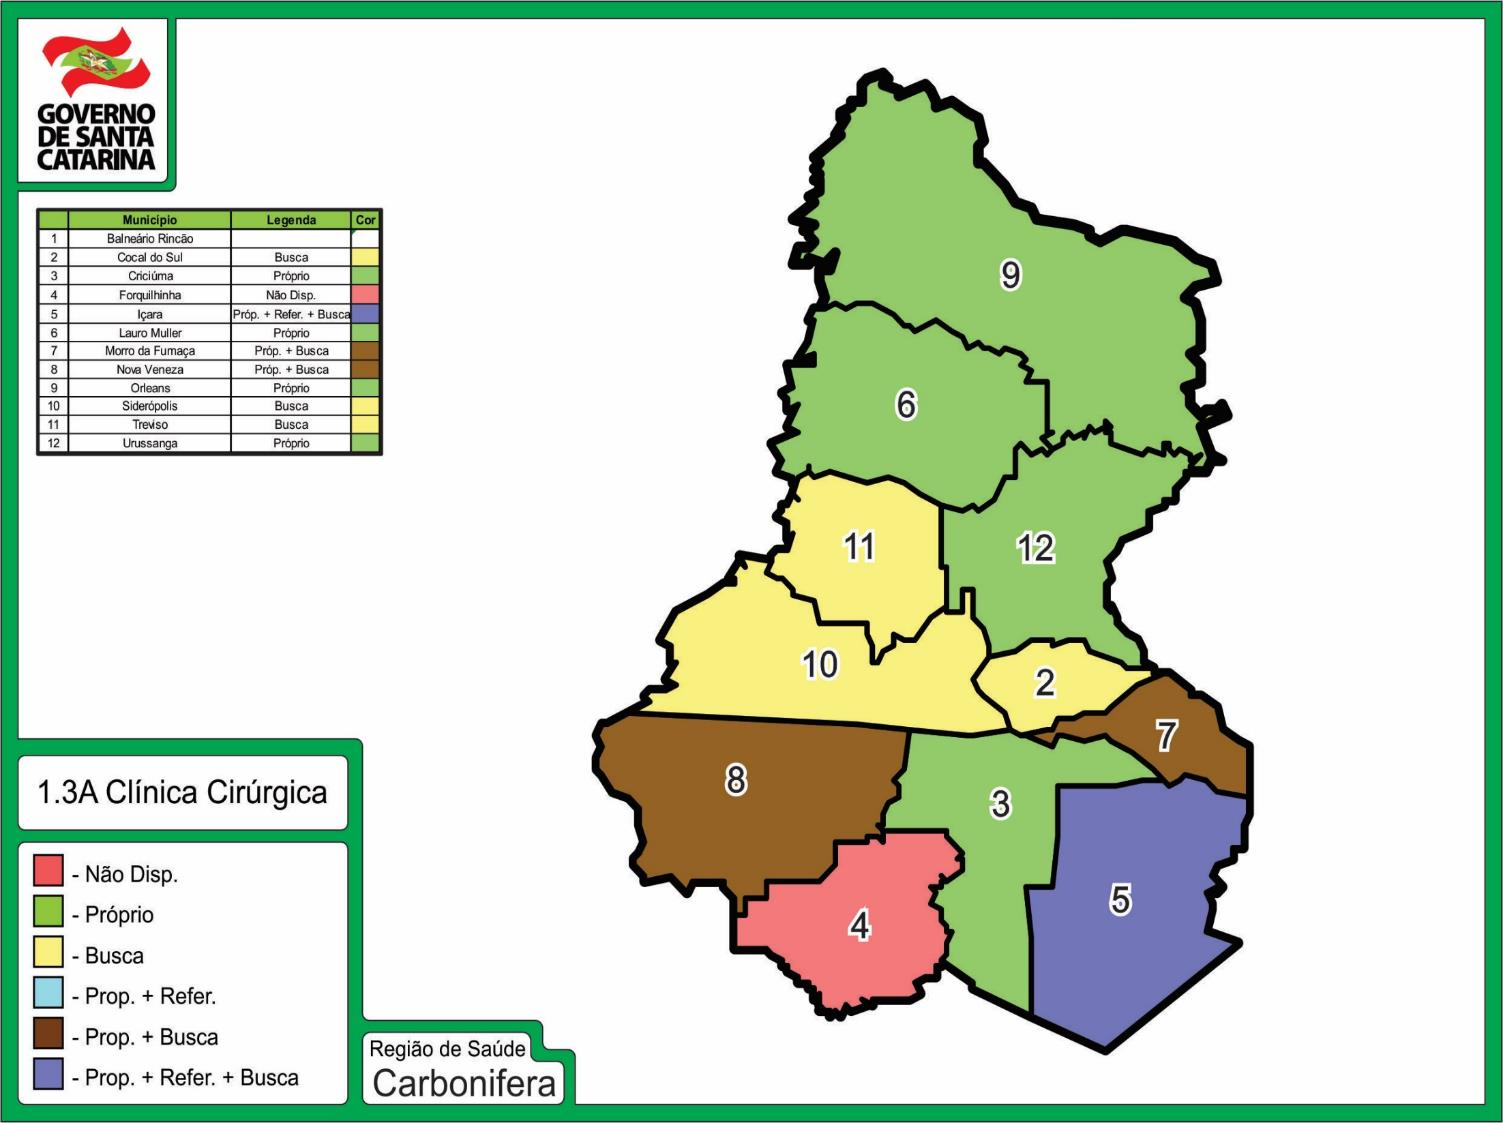 GOVERNO
DE SANTA
CATARINA
Município Legenda Cor
1 Balneário Rincão
2 Cocal do Sul Busca
3 Criciúma Próprio
4 Forquilhinha Não Disp.
5 Içara Próp. + Refer. + Busca
6 Lauro Muller Próprio
7 Morro da Fumaça Próp. + Busca
8 Nova Veneza Próp. + Busca
9 Orleans Próprio
10 Siderópolis Busca
11 Treviso Busca
12 Urussanga Próprio
9
6
11
12
10
2
7
8
3
5
4
1.3A Clínica Cirúrgica
- Não Disp.
- Próprio
- Busca
- Prop. + Refer.
- Prop. + Busca
- Prop. + Refer. + Busca
Região de Saúde
Carbonifera